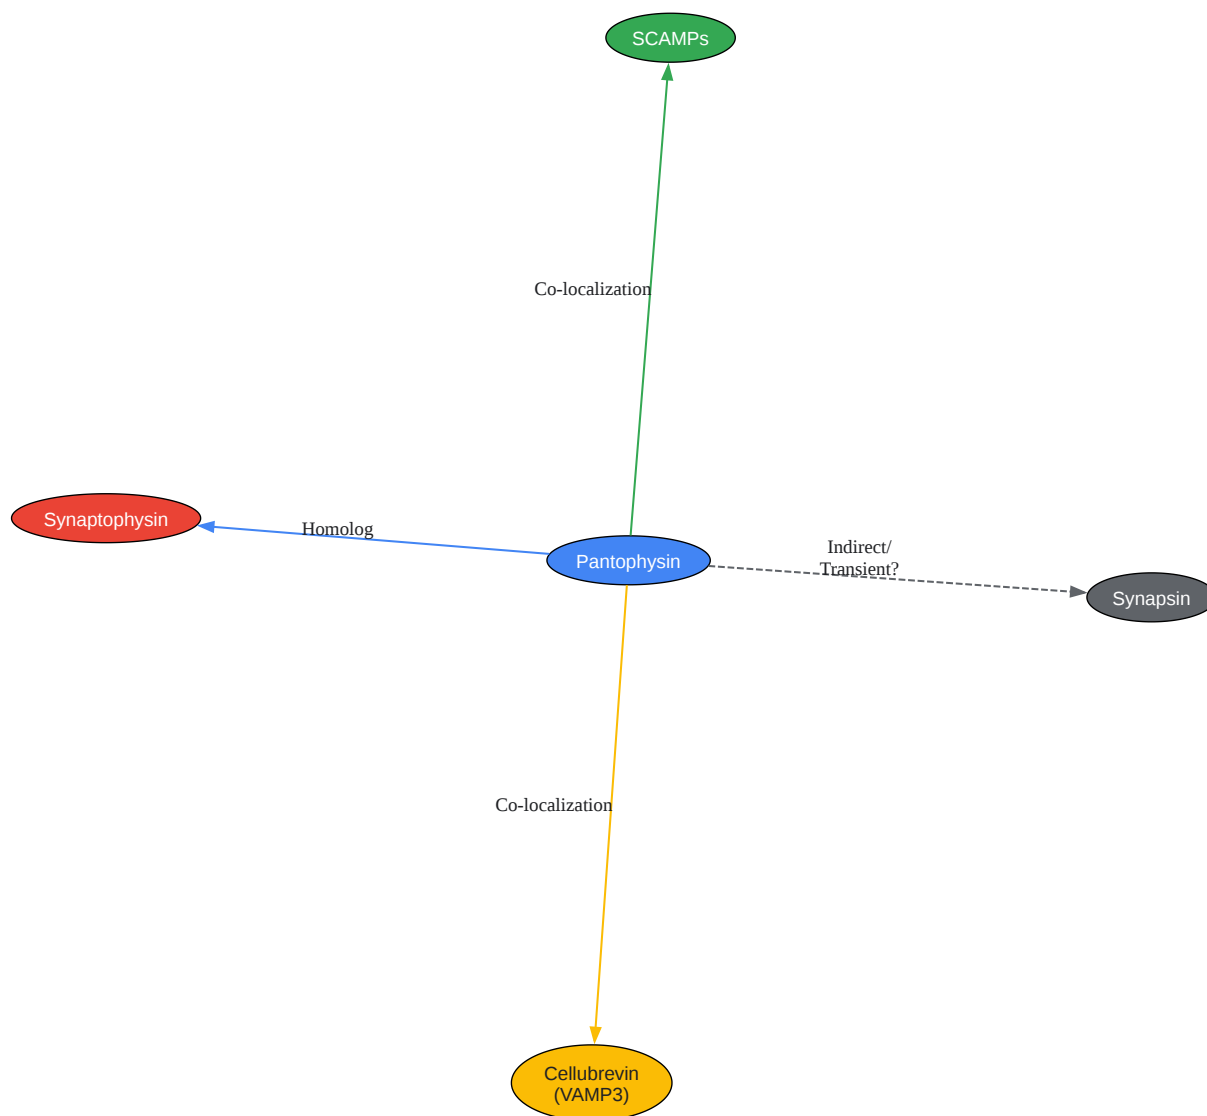 SCAMPs
Co-localization
Synaptophysin
Homolog
Pantophysin
Indirect/
Transient?
Synapsin
Co-localization
Cellubrevin
(VAMP3)